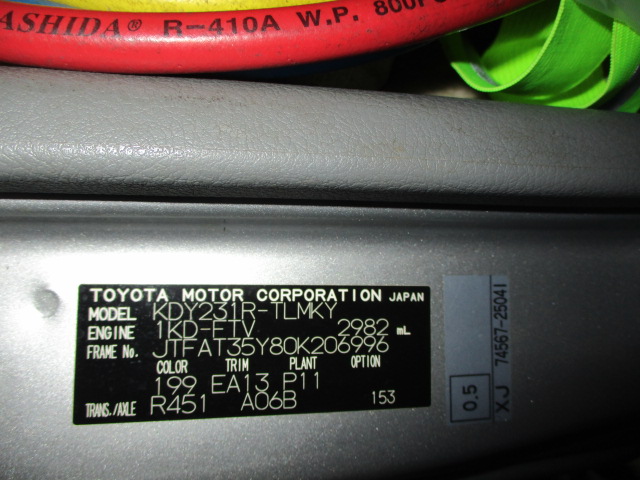 ASHIDA® R-410A W.P. 800P
TOYOTA MOTOR CORPORATION JAPAN
MODEL KDY231R-TLMKY
ENGINE 1KD-FTV 2982 mL
FRAME No. JTFAT35Y80K206996
COLOR TRIM PLANT OPTION
199 EA13 P11
TRANS./AXLE R451 A06B 153
0.5
XJ 74567-25041